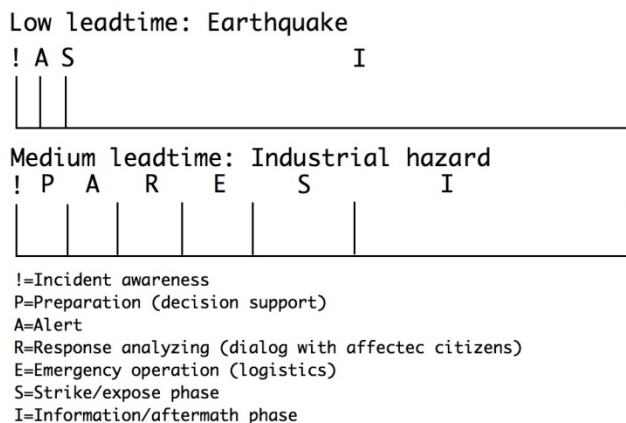 Low leadtime: Earthquake
! A S I
Medium leadtime: Industrial hazard
! P A R E S I
!=Incident awareness
P=Preparation (decision support)
A=Alert
R=Response analyzing (dialog with affectec citizens)
E=Emergency operation (logistics)
S=Strike/expose phase
I=Information/aftermath phase